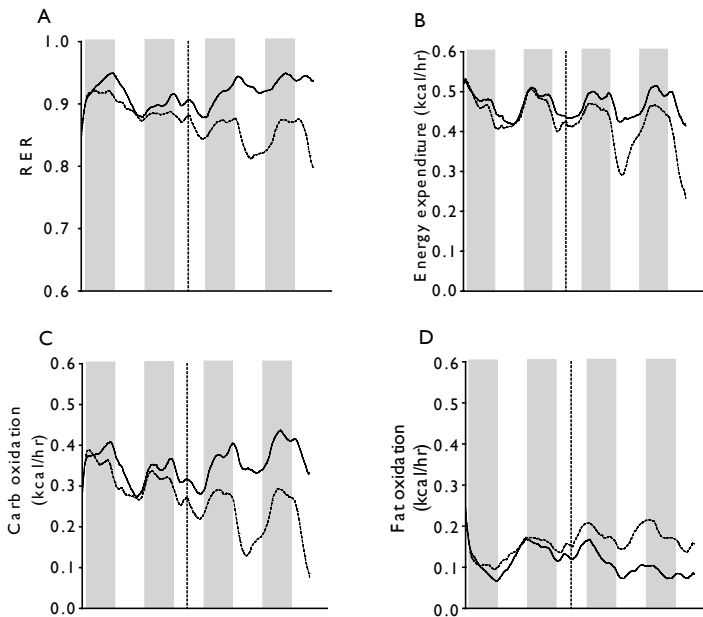 A
1.0
0.9
0.8
0.7
0.6
RER
B
0.6
0.5
0.4
0.3
0.2
0.1
0.0
Energy expenditure (kcal/hr)
C
0.6
0.5
0.4
0.3
0.2
0.1
0.0
Carb oxidation
(kcal/hr)
D
0.6
0.5
0.4
0.3
0.2
0.1
0.0
Fat oxidation
(kcal/hr)